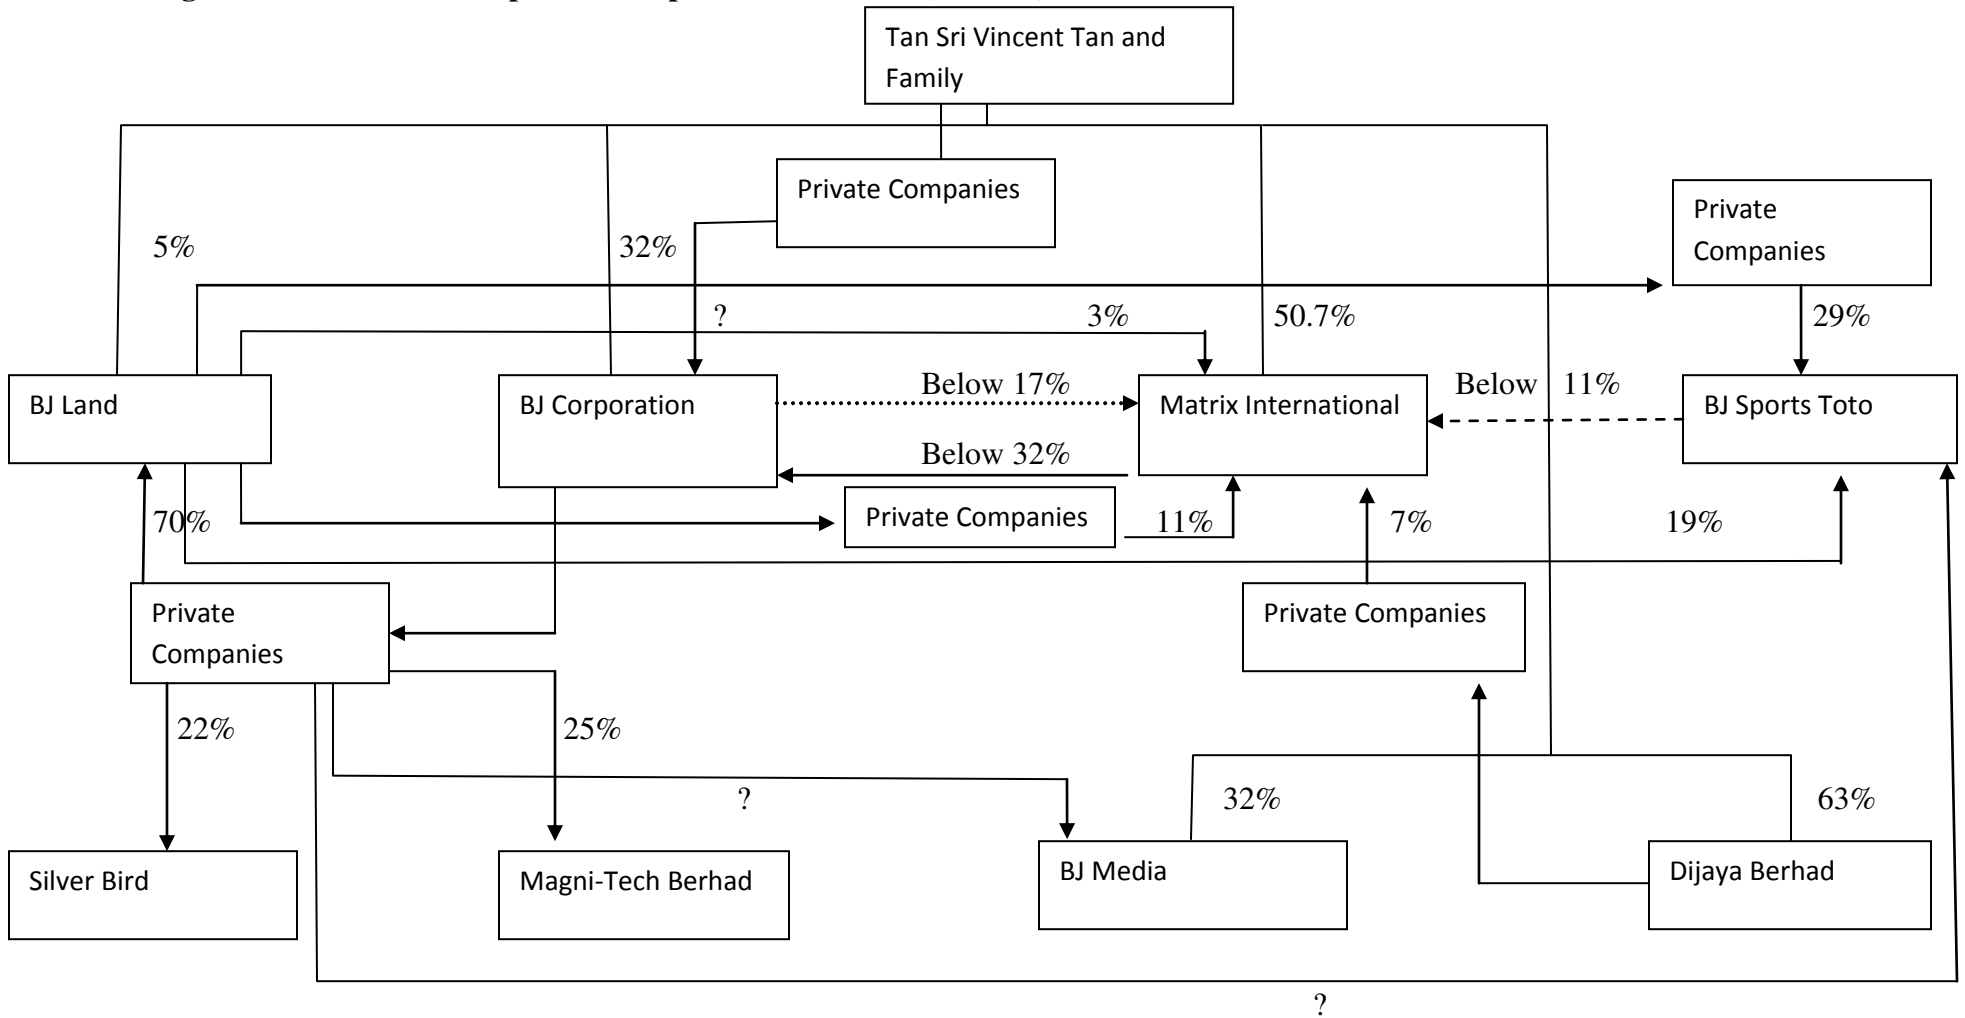 Tan Sri Vincent Tan and
Family
Private Companies
Private
Companies
5%
32%
?
3%
50.7%
29%
BJ Land
BJ Corporation
Below 17%
Matrix International
Below 11%
BJ Sports Toto
Below 32%
70%
Private Companies
11%
7%
19%
Private
Companies
Private Companies
22%
25%
?
32%
63%
Silver Bird
Magni-Tech Berhad
BJ Media
Dijaya Berhad
?